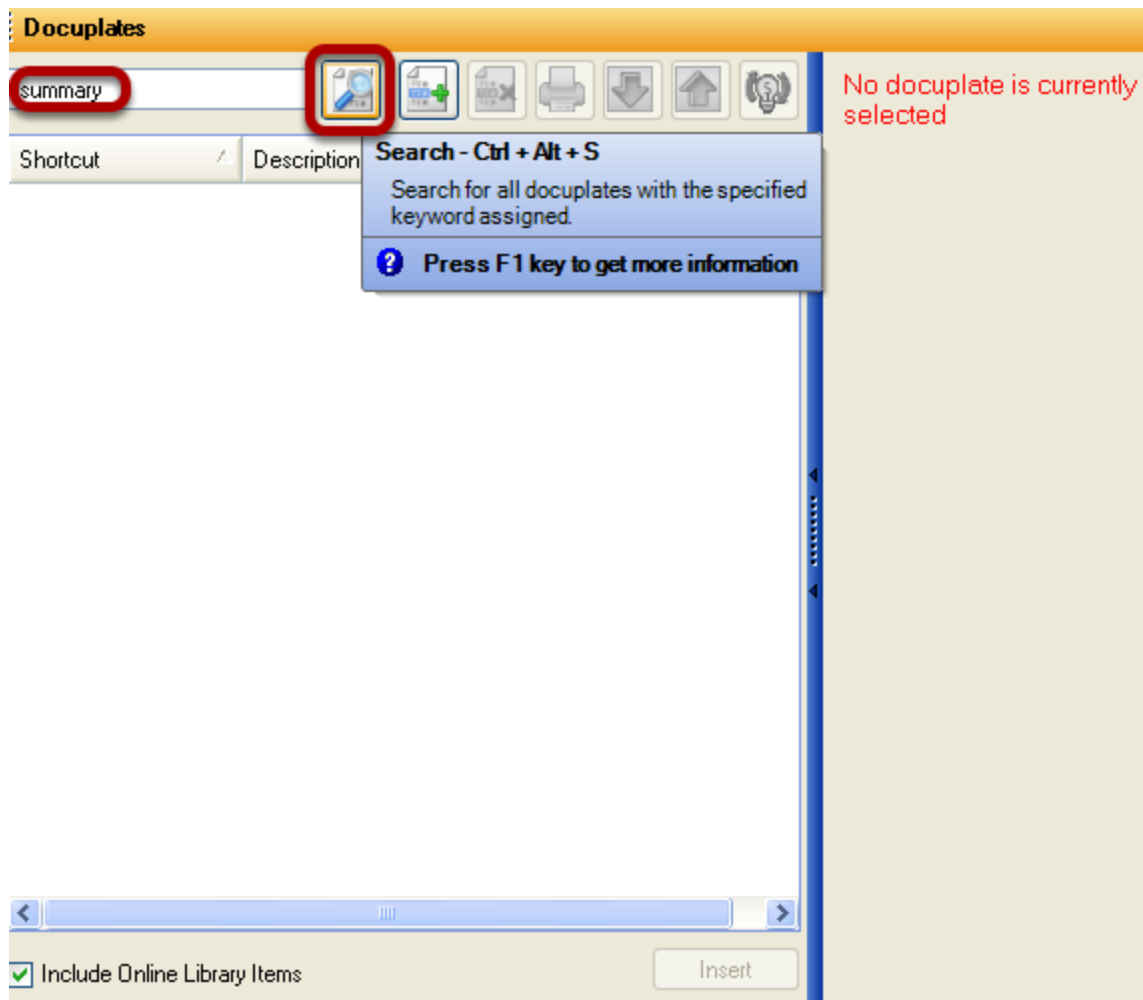 Docuplates
summary
No docuplate is currently
selected
Shortcut
Description
Search - Ctrl + Alt + S
Search for all docuplates with the specified
keyword assigned.
Press F1 key to get more information
Include Online Library Items
Insert